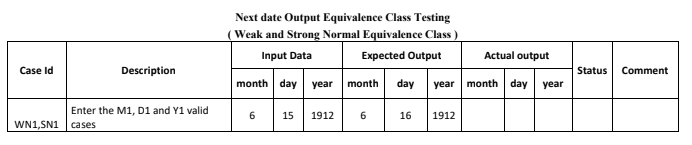 Next date Output Equivalence Class Testing
( Weak and Strong Normal Equivalence Class )
Case Id Description Input Data Expected Output Actual output Status Comment
month day year month day year month day year
WN1,SN1 Enter the M1, D1 and Y1 valid cases 6 15 1912 6 16 1912